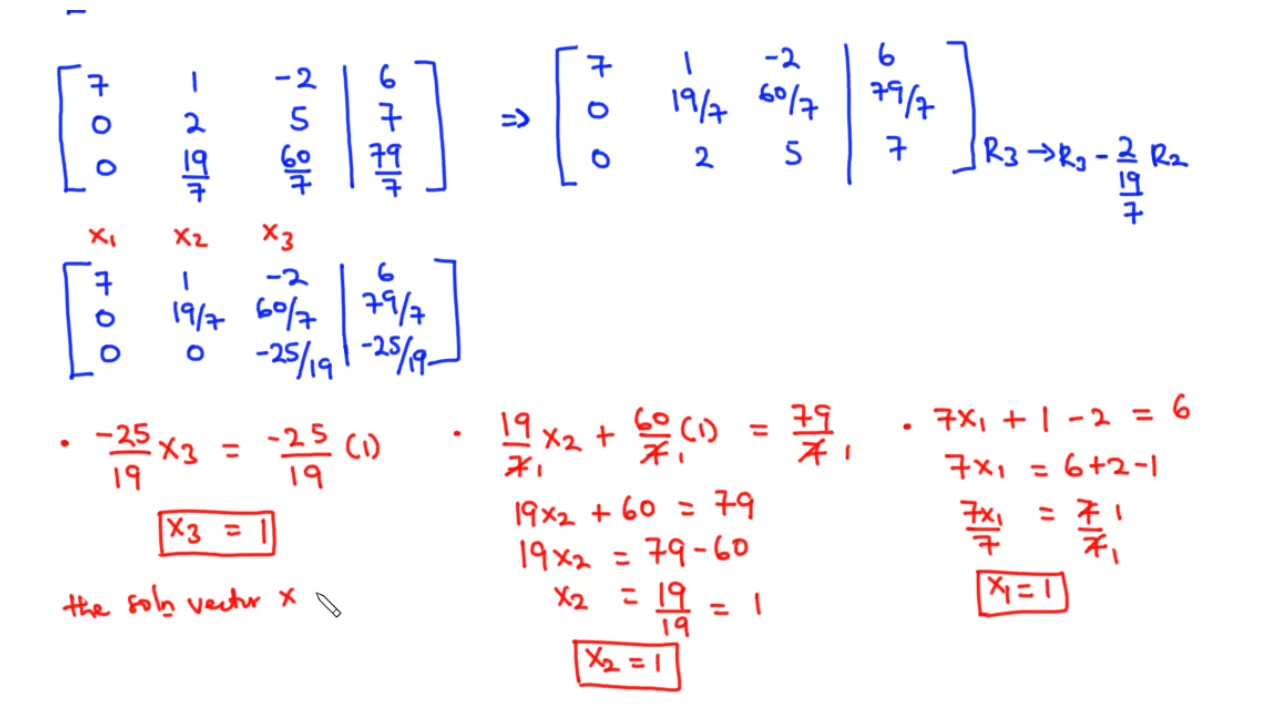 7 1 -2 | 6
0 2 5 | 7
0 19/7 60/7 | 79/7
⇒
7 1 -2 | 6
0 19/7 60/7 | 79/7
0 2 5 | 7
R3 → R3 - 2/(19/7) R2
x1 x2 x3
7 1 -2 | 6
0 19/7 60/7 | 79/7
0 0 -25/19 | -25/19
• -25/19 x3 = -25/19 (1)
x3 = 1
the soln vector x
• 19/7 1 x2 + 60/7 1 (1) = 79/7 1
19x2 + 60 = 79
19x2 = 79-60
x2 = 19/19 = 1
x2 = 1
• 7x1 + 1 - 2 = 6
7x1 = 6+2-1
7x1/7 = 7 1/7 1
x1 = 1